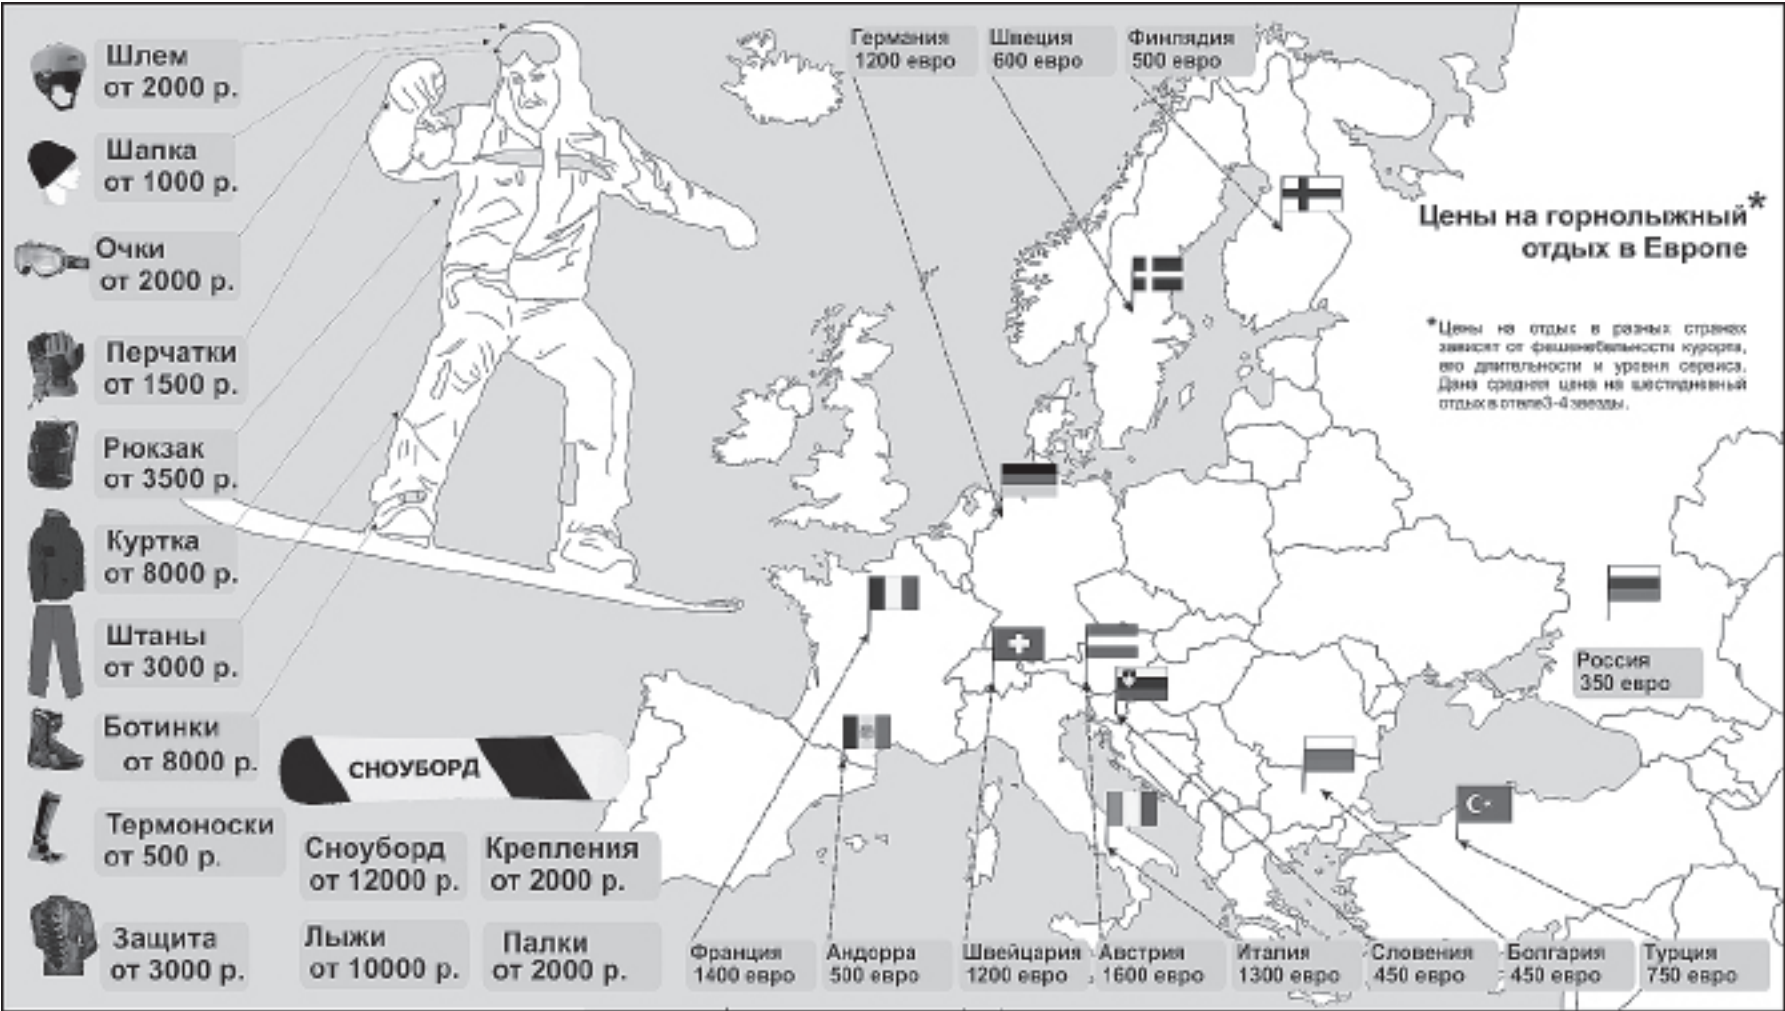 Шлем
от 2000 р.
Шапка
от 1000 р.
Очки
от 2000 р.
Перчатки
от 1500 р.
Рюкзак
от 3500 р.
Куртка
от 8000 р.
Штаны
от 3000 р.
Ботинки
от 8000 р.
Термоноски
от 500 р.
Защита
от 3000 р.
СНОУБОРД
Сноуборд
от 12000 р.
Крепления
от 2000 р.
Лыжи
от 10000 р.
Палки
от 2000 р.
Германия
1200 евро
Швеция
600 евро
Финлядия
500 евро
Цены на горнолыжный*
отдых в Европе
*Цены на отдых в разных странах
зависят от фешенебельности курорта,
его длительности и уровня сервиса.
Дана средняя цена на шестидневный
отдых в отеле 3-4 звезды.
Россия
350 евро
Франция
1400 евро
Андорра
500 евро
Швейцария
1200 евро
Австрия
1600 евро
Италия
1300 евро
Словения
450 евро
Болгария
450 евро
Турция
750 евро